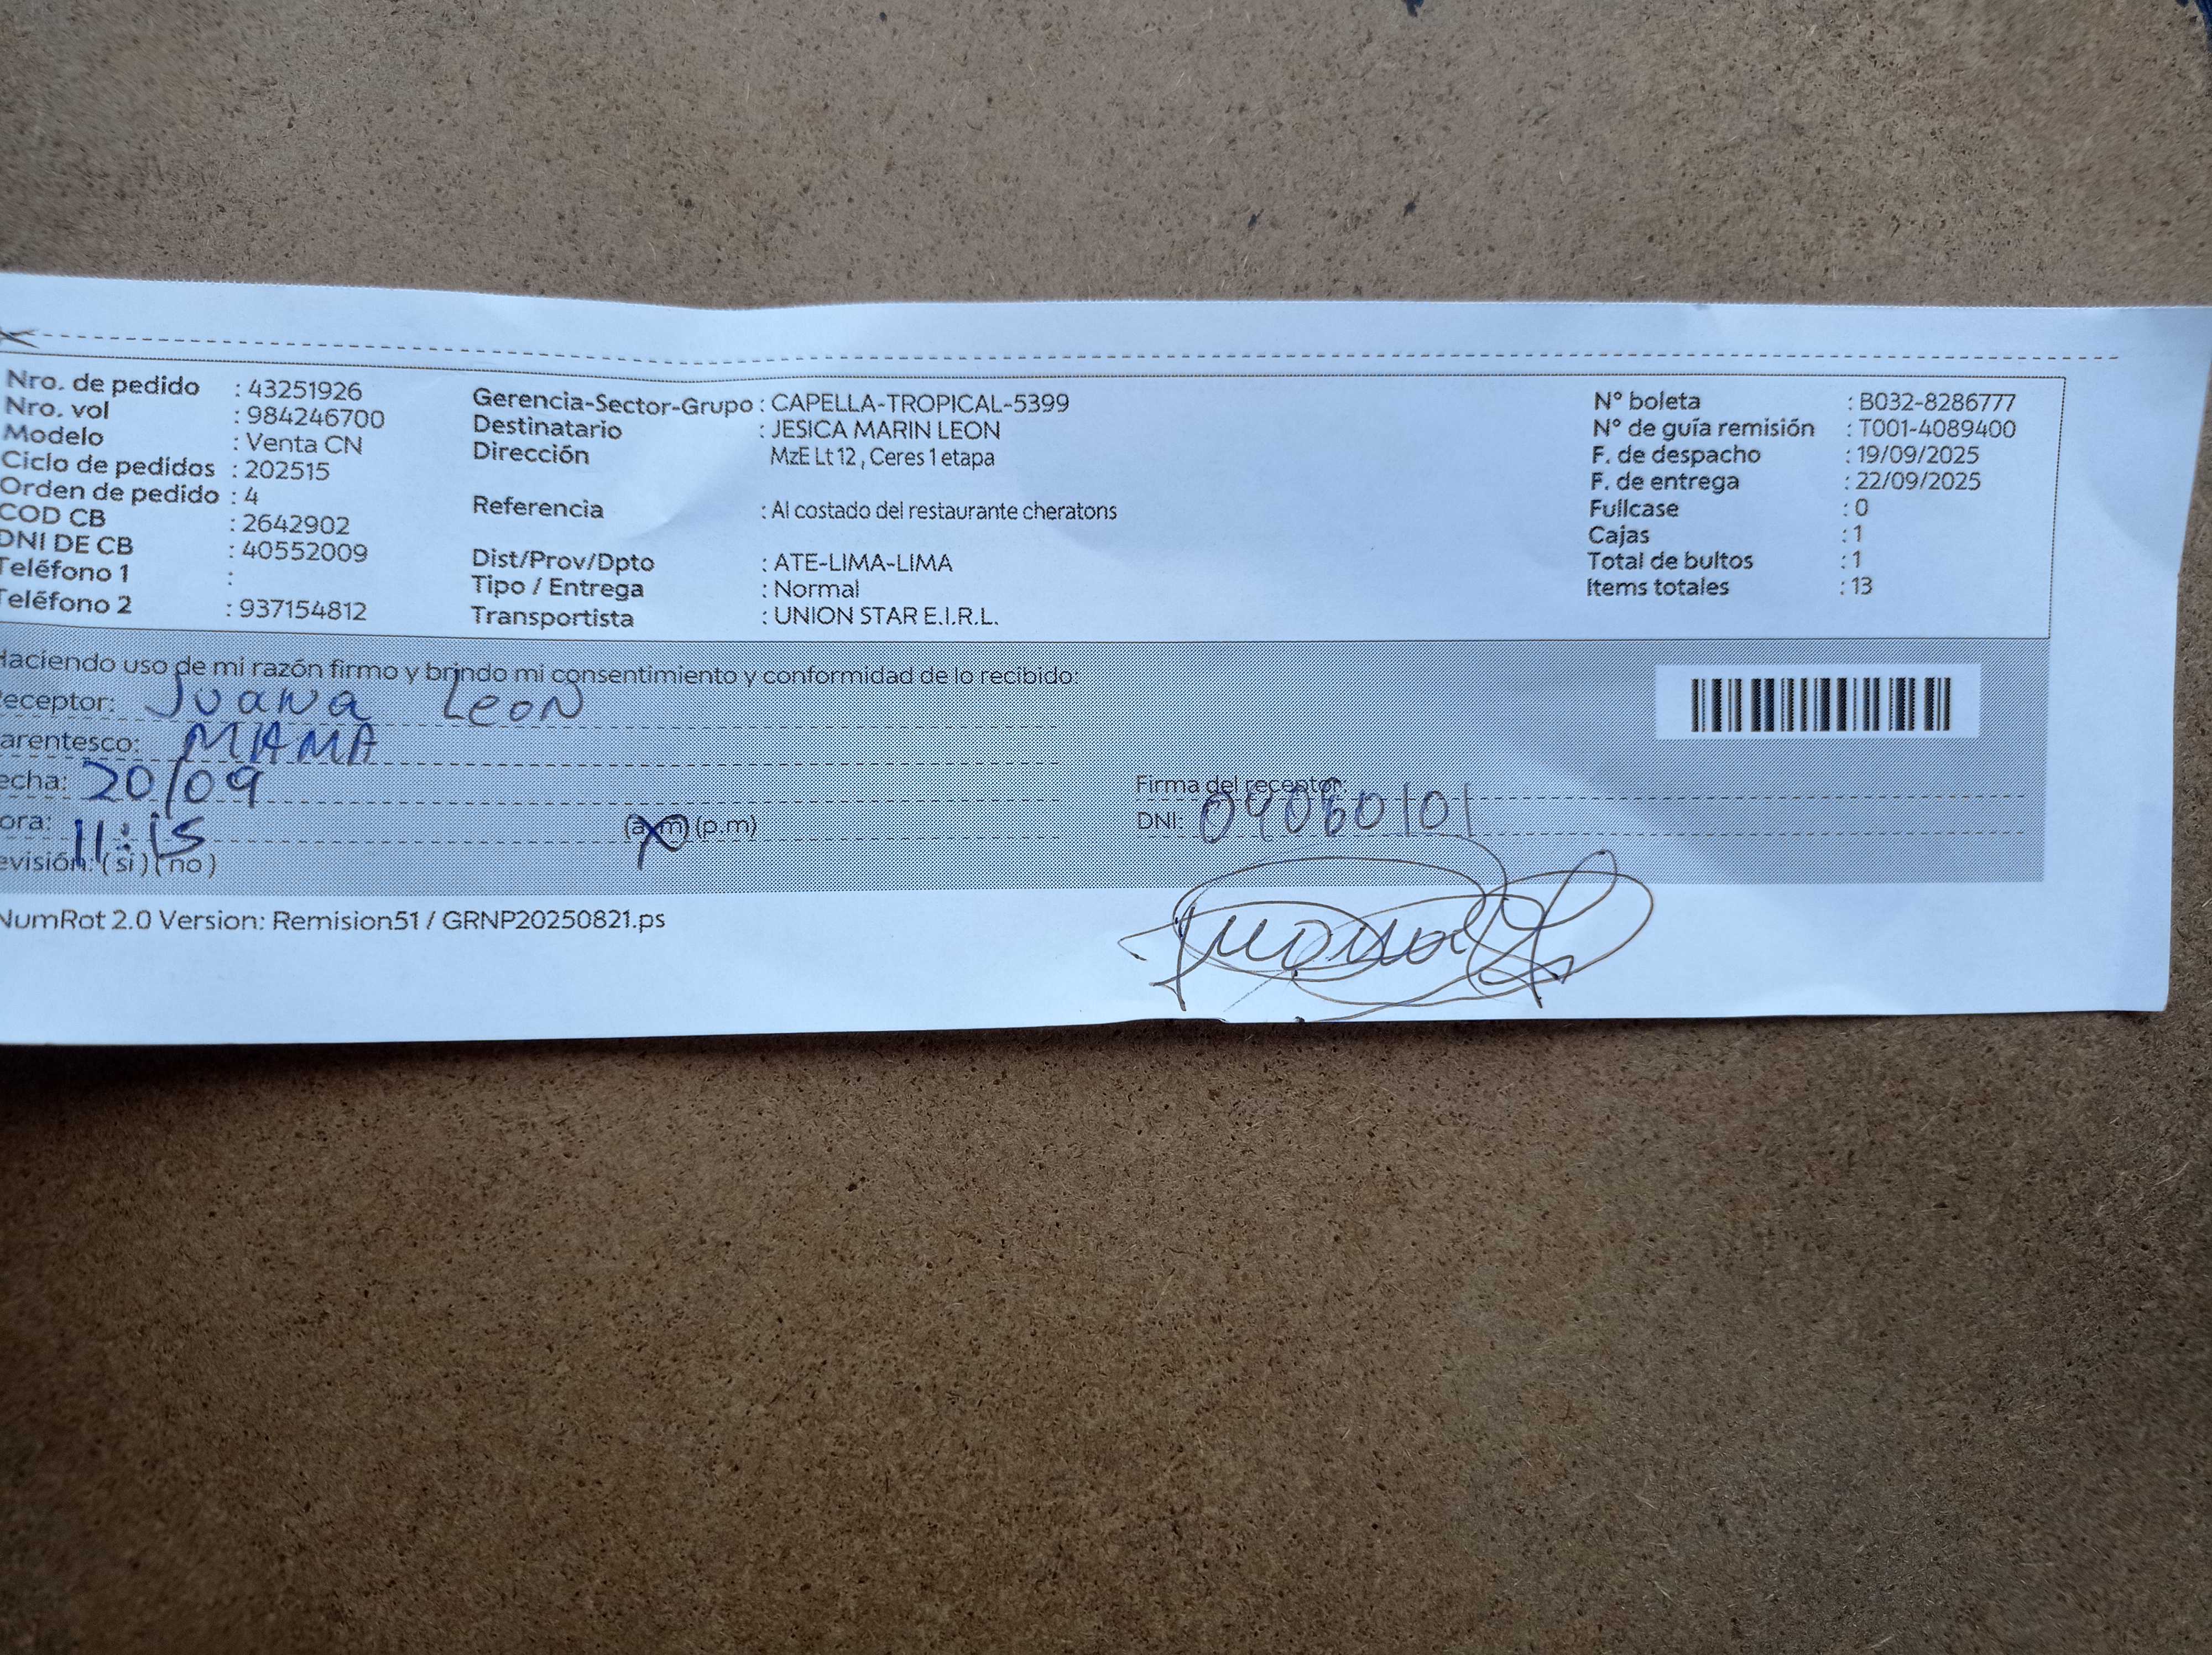 Nro. de pedido : 43251926
Nro. vol : 984246700
Modelo : Venta CN
Ciclo de pedidos : 202515
Orden de pedido : 4
COD CB : 2642902
DNI DE CB : 40552009
Teléfono 1 :
Teléfono 2 : 937154812
Gerencia-Sector-Grupo : CAPELLA-TROPICAL-5399
Destinatario : JESICA MARIN LEON
Dirección MzE Lt 12 , Ceres 1 etapa
Referencia : Al costado del restaurante cheratons
Dist/Prov/Dpto : ATE-LIMA-LIMA
Tipo / Entrega : Normal
Transportista : UNION STAR E.I.R.L.
N° boleta : B032-8286777
N° de guía remisión : T001-4089400
F. de despacho : 19/09/2025
F. de entrega : 22/09/2025
Fullcase : 0
Cajas : 1
Total de bultos : 1
Items totales : 13
Haciendo uso de mi razón firmo y brindo mi consentimiento y conformidad de lo recibido:
eceptor: Juana Leon
arentesco: MAMA
echa: 20/09
ora: 11:15 (a.m) (p.m)
evisión: ( si ) ( no )
Firma del receptor:
DNI: 09060101
NumRot 2.0 Version: Remision51 / GRNP20250821.ps